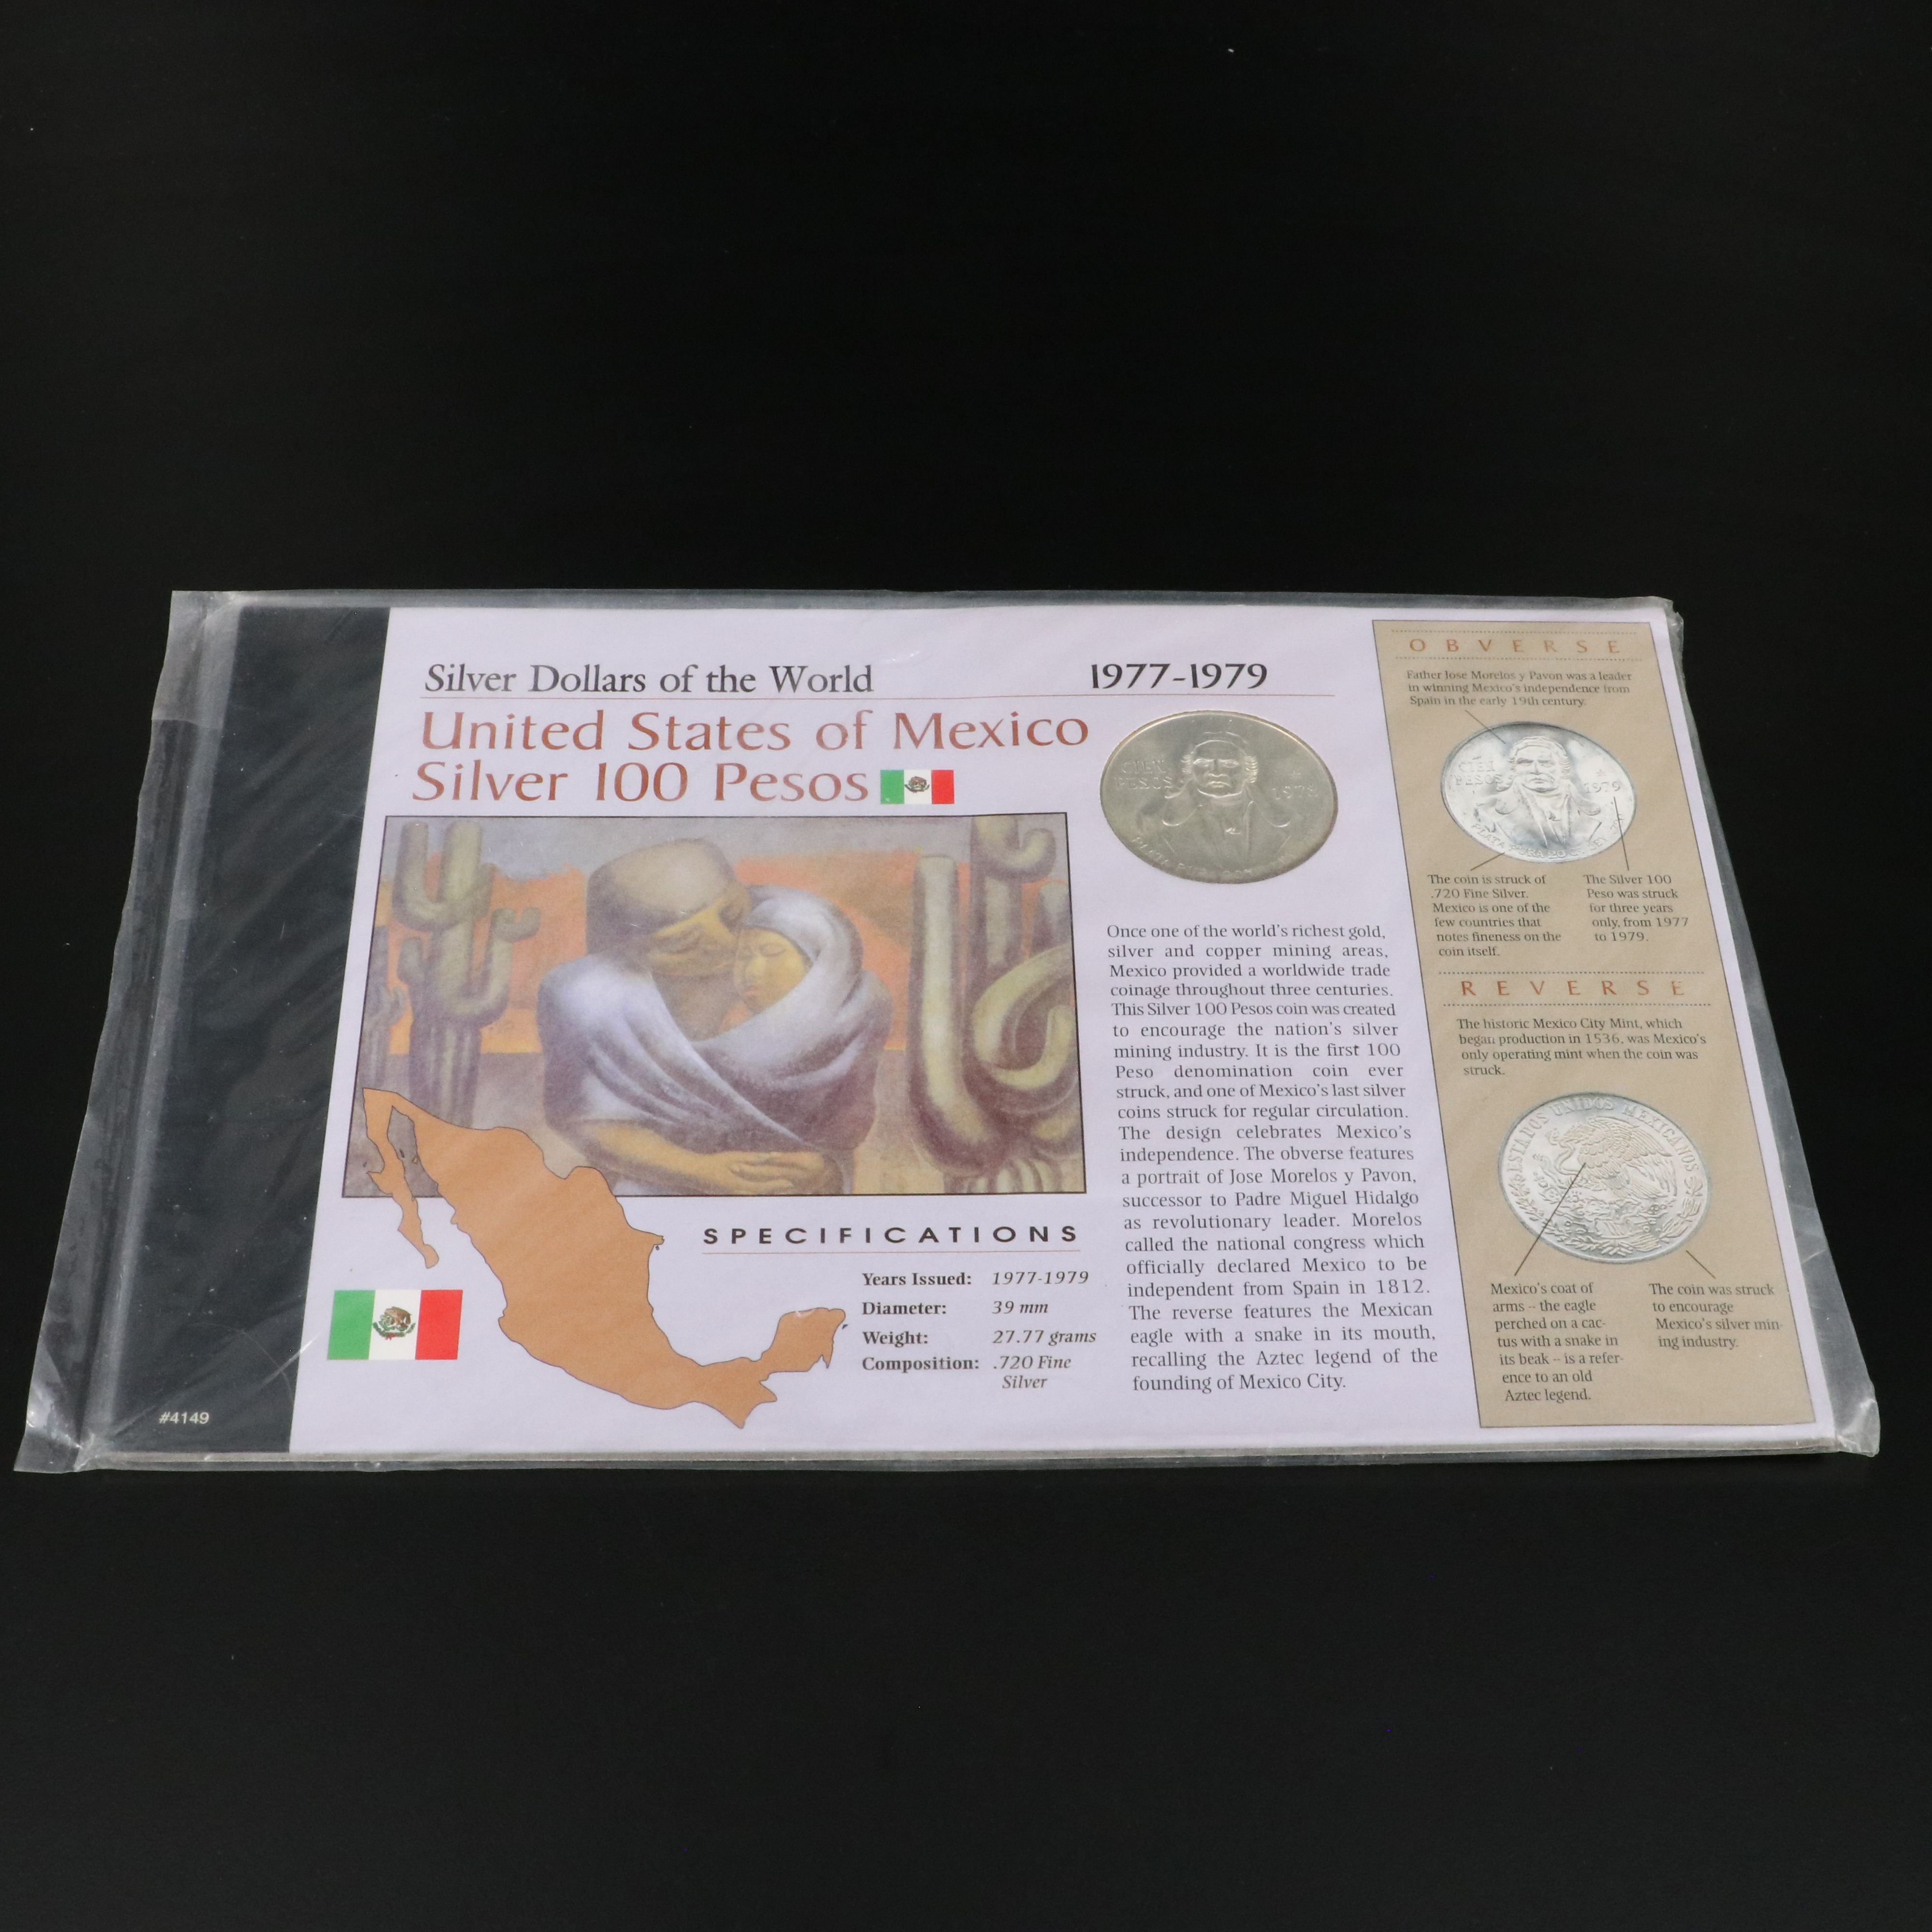 Silver Dollars of the World
1977-1979
United States of Mexico
Silver 100 Pesos
CIEN
PESOS
1978
Once one of the world's richest gold,
silver and copper mining areas,
Mexico provided a worldwide trade
coinage throughout three centuries.
This Silver 100 Pesos coin was created
to encourage the nation's silver
mining industry. It is the first 100
Peso denomination coin ever
struck, and one of Mexico's last silver
coins struck for regular circulation.
The design celebrates Mexico's
independence. The obverse features
a portrait of Jose Morelos y Pavon,
successor to Padre Miguel Hidalgo
as revolutionary leader. Morelos
called the national congress which
officially declared Mexico to be
independent from Spain in 1812.
The reverse features the Mexican
eagle with a snake in its mouth,
recalling the Aztec legend of the
founding of Mexico City.
SPECIFICATIONS
Years Issued: 1977-1979
Diameter: 39 mm
Weight: 27.77 grams
Composition: .720 Fine
Silver
#4149
OBVERSE
Father Jose Morelos y Pavon was a leader
in winning Mexico's independence from
Spain in the early 19th century.
CIEN
PESOS
1979
The coin is struck of
.720 Fine Silver.
Mexico is one of the
few countries that
notes fineness on the
coin itself.
The Silver 100
Peso was struck
for three years
only, from 1977
to 1979.
REVERSE
The historic Mexico City Mint, which
began production in 1536, was Mexico's
only operating mint when the coin was
struck.
ESTADOS UNIDOS MEXICANOS
Mexico's coat of
arms -- the eagle
perched on a cac-
tus with a snake in
its beak -- is a refer-
ence to an old
Aztec legend.
The coin was struck
to encourage
Mexico's silver min-
ing industry.